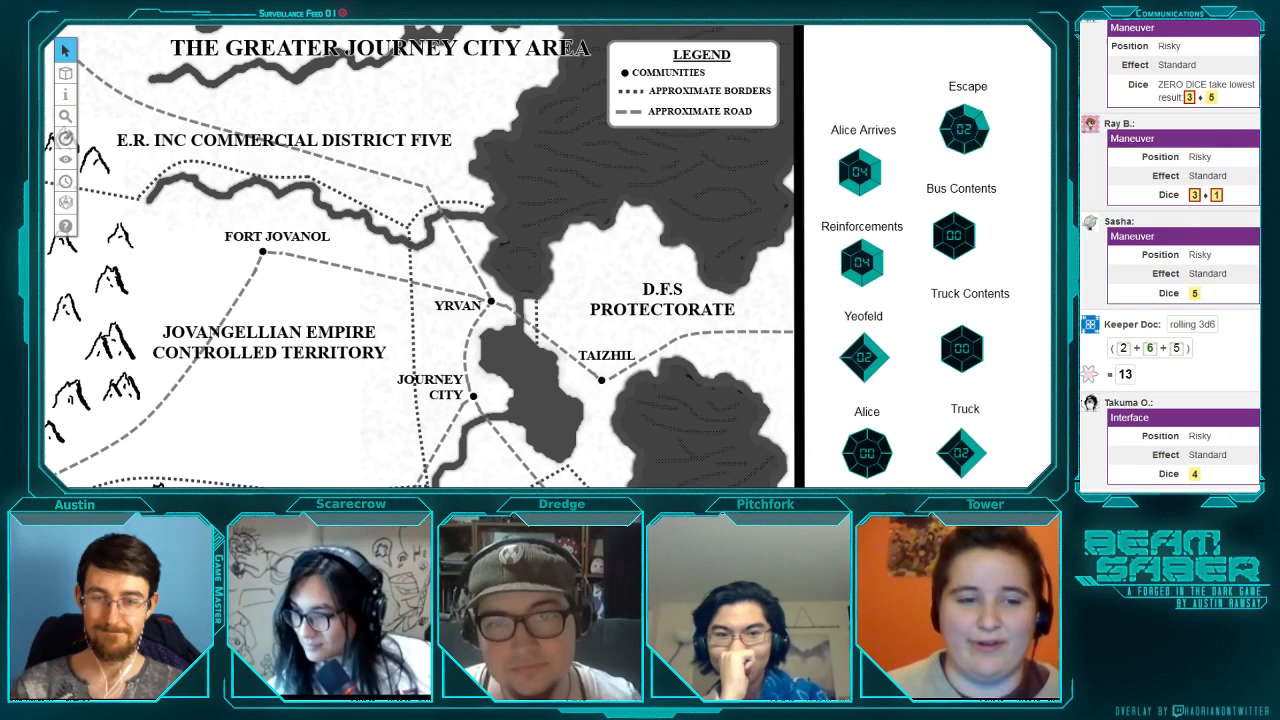 SURVEILLANCE FEED 01
THE GREATER JOURNEY CITY AREA
LEGEND
COMMUNITIES
APPROXIMATE BORDERS
APPROXIMATE ROAD
E.R. INC COMMERCIAL DISTRICT FIVE
FORT JOVANOL
YRVAN
D.F.S
PROTECTORATE
JOVANGELLIAN EMPIRE
CONTROLLED TERRITORY
TAIZHIL
JOURNEY
CITY
Escape
02
Alice Arrives
04
Bus Contents
00
Reinforcements
04
Truck Contents
00
Yeofeld
02
Alice
00
Truck
02
COMMUNICATIONS
Maneuver
Position Risky
Effect Standard
Dice ZERO DICE take lowest
result 3 ♦ 5
Ray B.:
Maneuver
Position Risky
Effect Standard
Dice 3 ♦ 1
Sasha:
Maneuver
Position Risky
Effect Standard
Dice 5
Keeper Doc: rolling 3d6
( 2 + 6 + 5 )
= 13
Takuma O.:
Interface
Position Risky
Effect Standard
Dice 4
Austin
GAME MASTER
Scarecrow
Dredge
Pitchfork
Tower
BEAM
SABER
A FORGED IN THE DARK GAME
BY AUSTIN RAMSAY
OVERLAY BY HADRIANONTWITTER